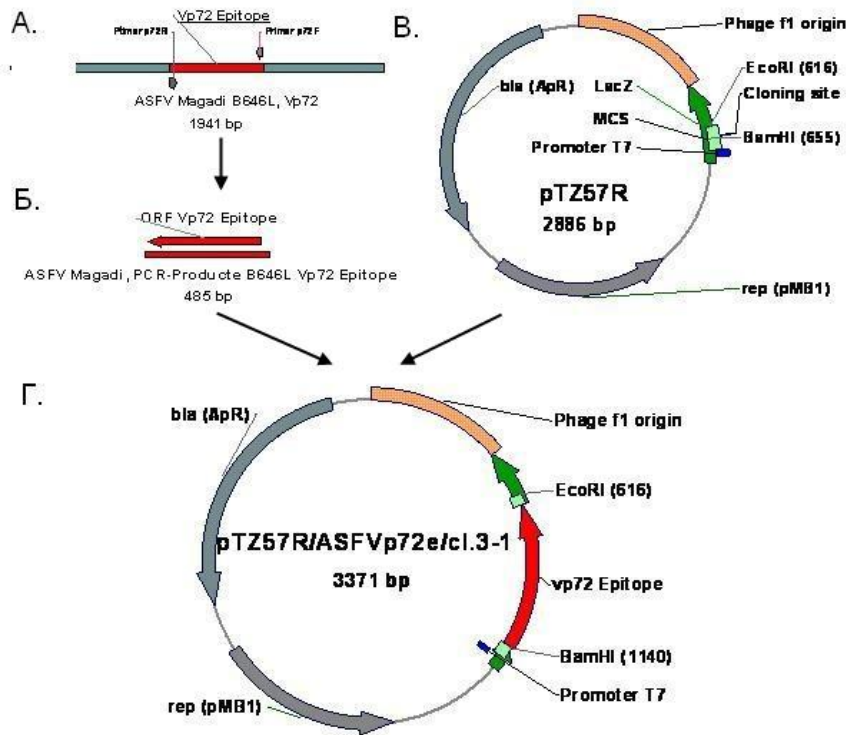 А.
Vp72 Epitope
Primer p72R
Primer p72F
ASFV Magadi B646L, Vp72
1941 bp
Б.
ORF Vp72 Epitope
ASFV Magadi, PCR-Producte B646L Vp72 Epitope
485 bp
В.
Phage f1 origin
bla (ApR)
LacZ
EcoRI (616)
Cloning site
MCS
BamHI (655)
Promoter T7
pTZ57R
2886 bp
rep (pMB1)
Г.
bla (ApR)
Phage f1 origin
EcoRI (616)
pTZ57R/ASFVp72e/cl.3-1
3371 bp
vp72 Epitope
BamHI (1140)
Promoter T7
rep (pMB1)